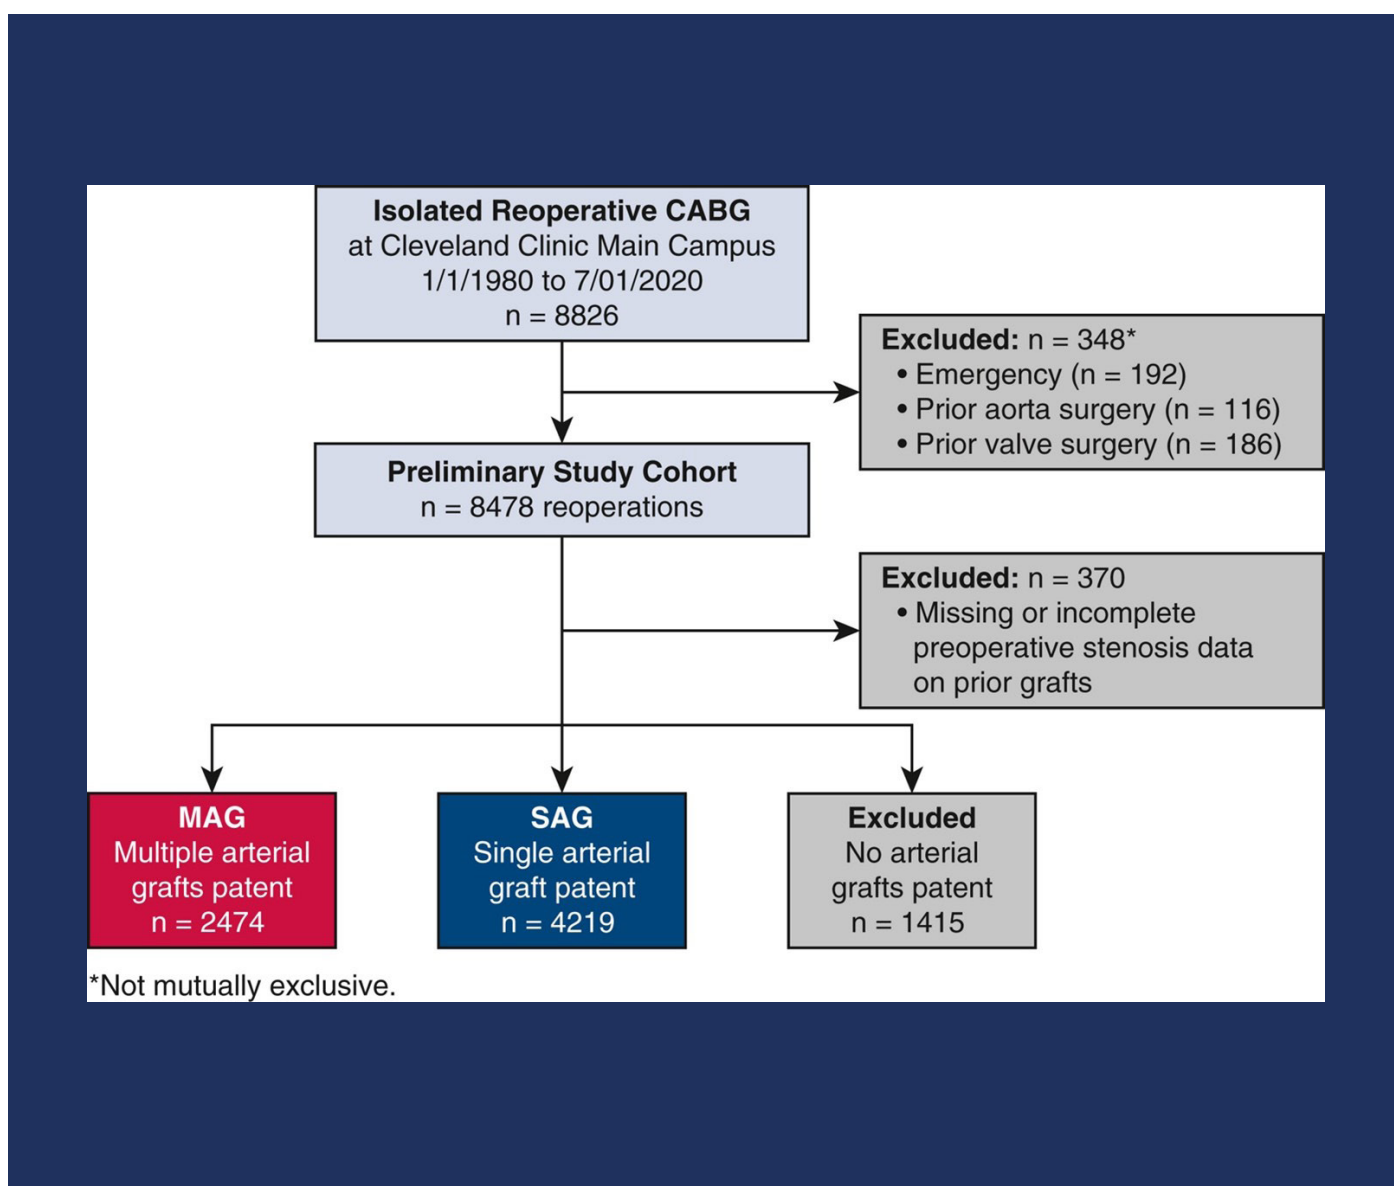 Isolated Reoperative CABG
at Cleveland Clinic Main Campus
1/1/1980 to 7/01/2020
n = 8826
Excluded: n = 348*
• Emergency (n = 192)
• Prior aorta surgery (n = 116)
• Prior valve surgery (n = 186)
Preliminary Study Cohort
n = 8478 reoperations
Excluded: n = 370
• Missing or incomplete
preoperative stenosis data
on prior grafts
MAG
Multiple arterial
grafts patent
n = 2474
SAG
Single arterial
graft patent
n = 4219
Excluded
No arterial
grafts patent
n = 1415
*Not mutually exclusive.